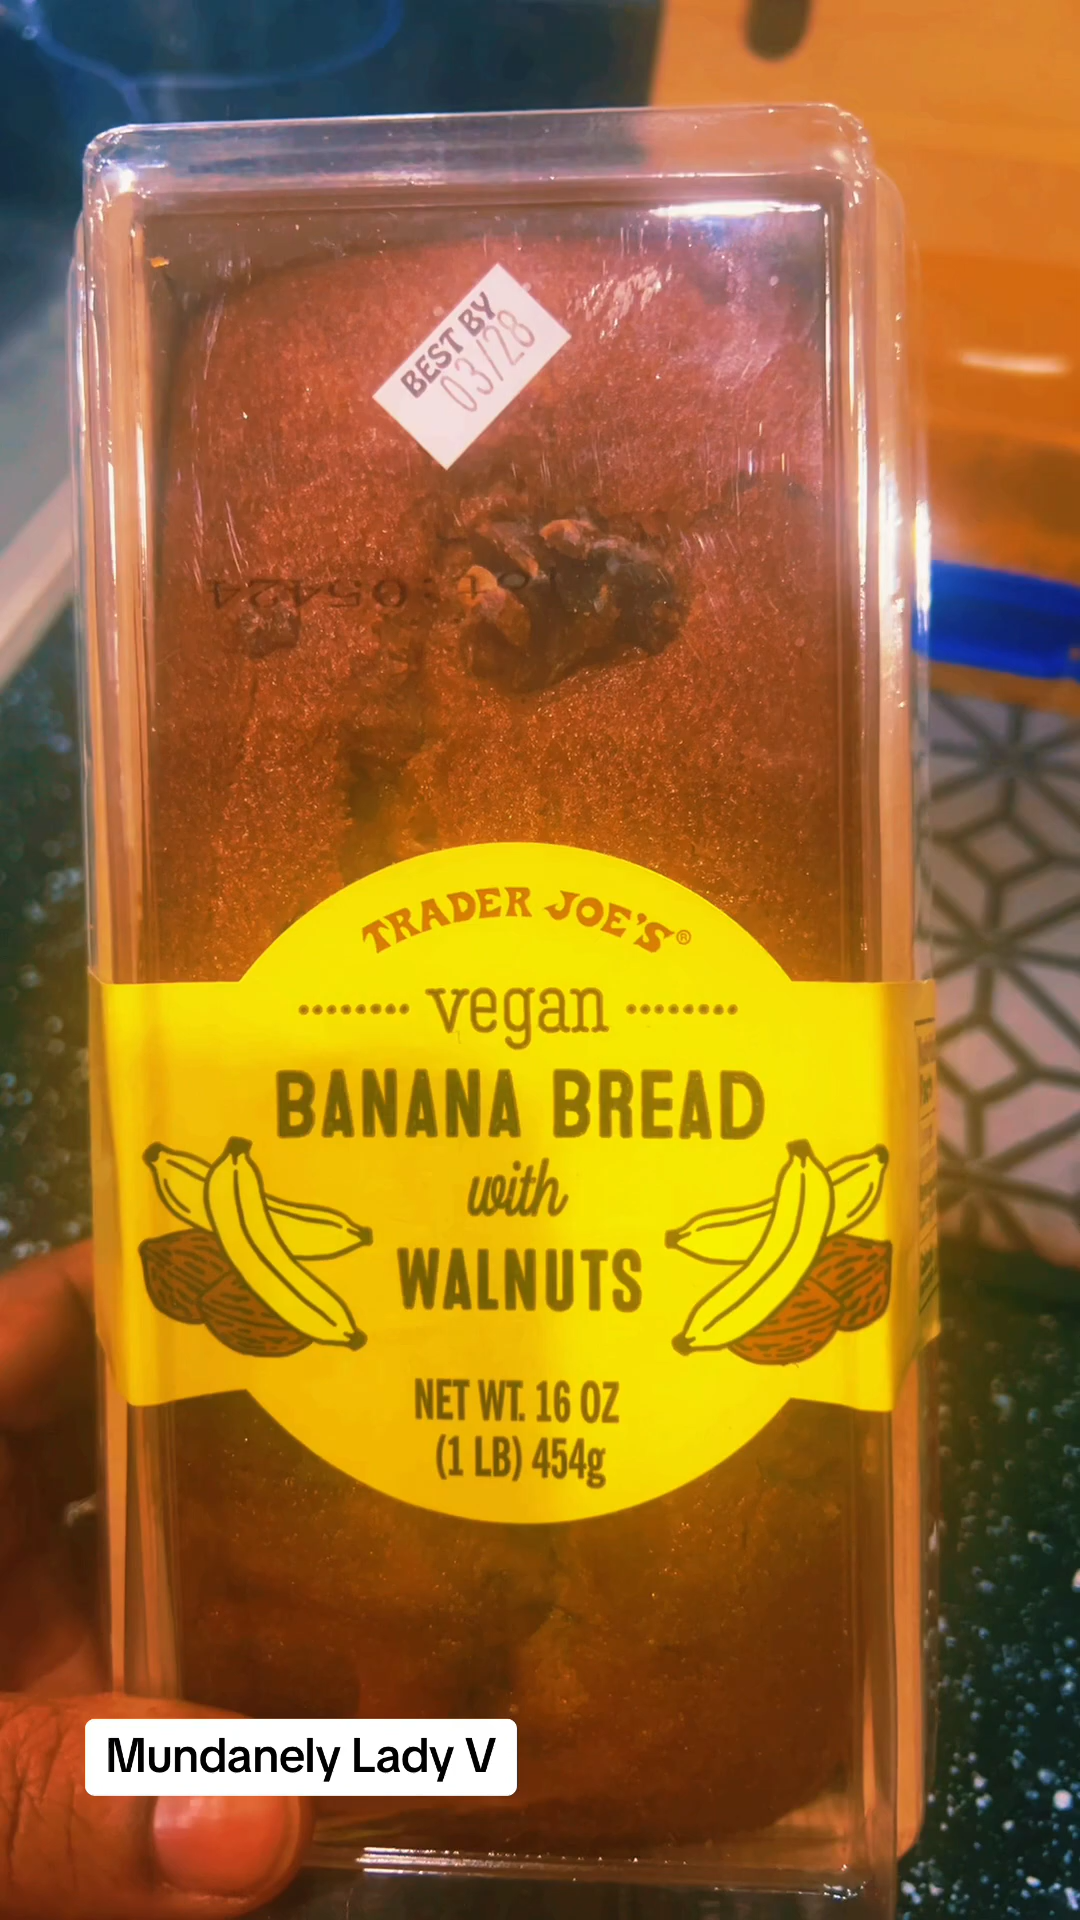 BEST BY
03/28
TRADER JOE'S®
vegan
BANANA BREAD
with
WALNUTS
NET WT. 16 OZ
(1 LB) 454g
Mundanely Lady V